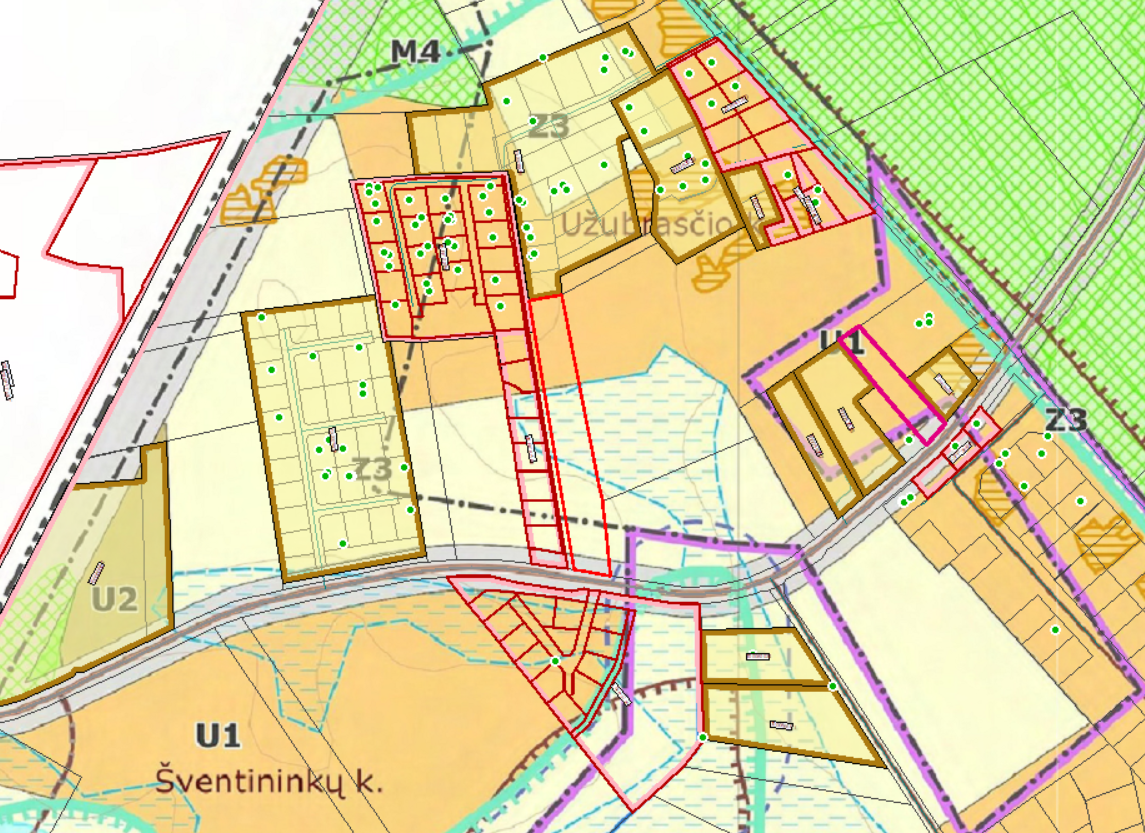 M4
Z3
Užubrasčio k.
U1
Z3
Z3
U2
U1
Šventininkų k.